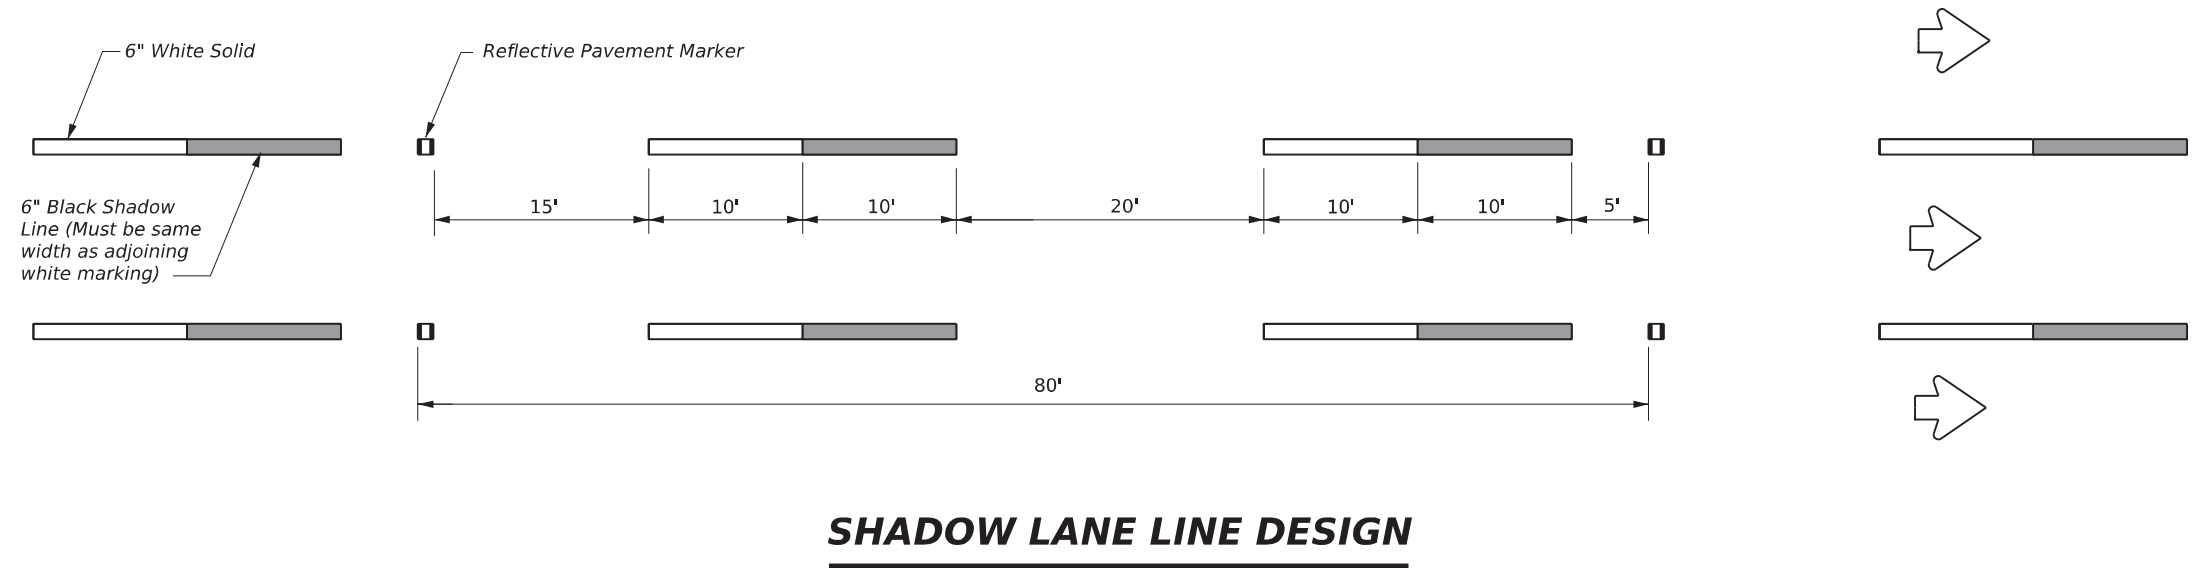 6" White Solid
Reflective Pavement Marker
6" Black Shadow
Line (Must be same
width as adjoining
white marking)
15' 10' 10' 20' 10' 10' 5'
80'
SHADOW LANE LINE DESIGN